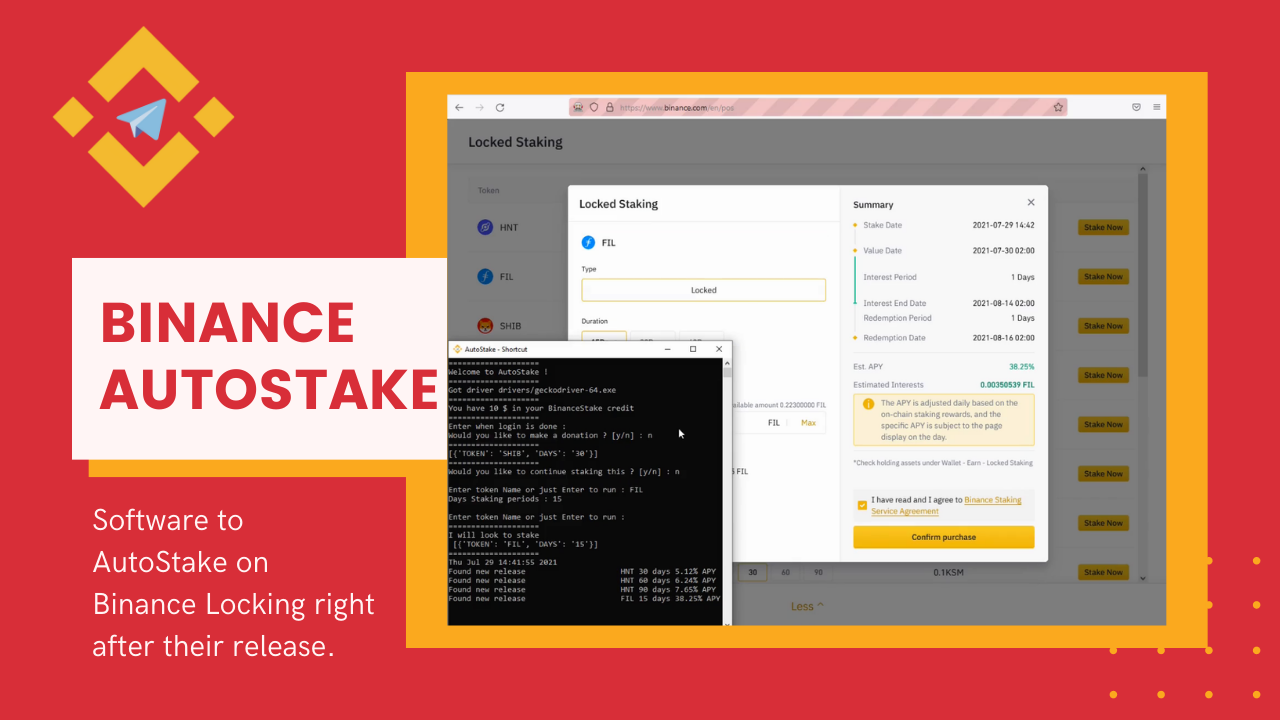 BINANCE
AUTOSTAKE
Software to
AutoStake on
Binance Locking right
after their release.
https://www.binance.com/en/pos
Locked Staking
Token
HNT
Stake Now
FIL
Stake Now
SHIB
Stake Now
Stake Now
Stake Now
Stake Now
Stake Now
30 60 90
0.1KSM
Stake Now
Less
Locked Staking
FIL
Type
Locked
Duration
ailable amount 0.22300000 FIL
FIL Max
FIL
Summary
Stake Date 2021-07-29 14:42
Value Date 2021-07-30 02:00
Interest Period 1 Days
Interest End Date 2021-08-14 02:00
Redemption Period 1 Days
Redemption Date 2021-08-16 02:00
Est. APY 38.25%
Estimated Interests 0.00350539 FIL
The APY is adjusted daily based on the
on-chain staking rewards, and the
specific APY is subject to the page
display on the day.
*Check holding assets under Wallet - Earn - Locked Staking
I have read and I agree to Binance Staking
Service Agreement
Confirm purchase
AutoStake - Shortcut
====================
Welcome to AutoStake !
====================
Got driver drivers/geckodriver-64.exe
====================
You have 10 $ in your BinanceStake credit
====================
Enter when login is done :
Would you like to make a donation ? [y/n] : n
====================
[{'TOKEN': 'SHIB', 'DAYS': '30'}]
====================
Would you like to continue staking this ? [y/n] : n
Enter token Name or just Enter to run : FIL
Days Staking periods : 15
Enter token Name or just Enter to run :
====================
I will look to stake
[{'TOKEN': 'FIL', 'DAYS': '15'}]
====================
Thu Jul 29 14:41:55 2021
Found new release HNT 30 days 5.12% APY
Found new release HNT 60 days 6.24% APY
Found new release HNT 90 days 7.65% APY
Found new release FIL 15 days 38.25% APY